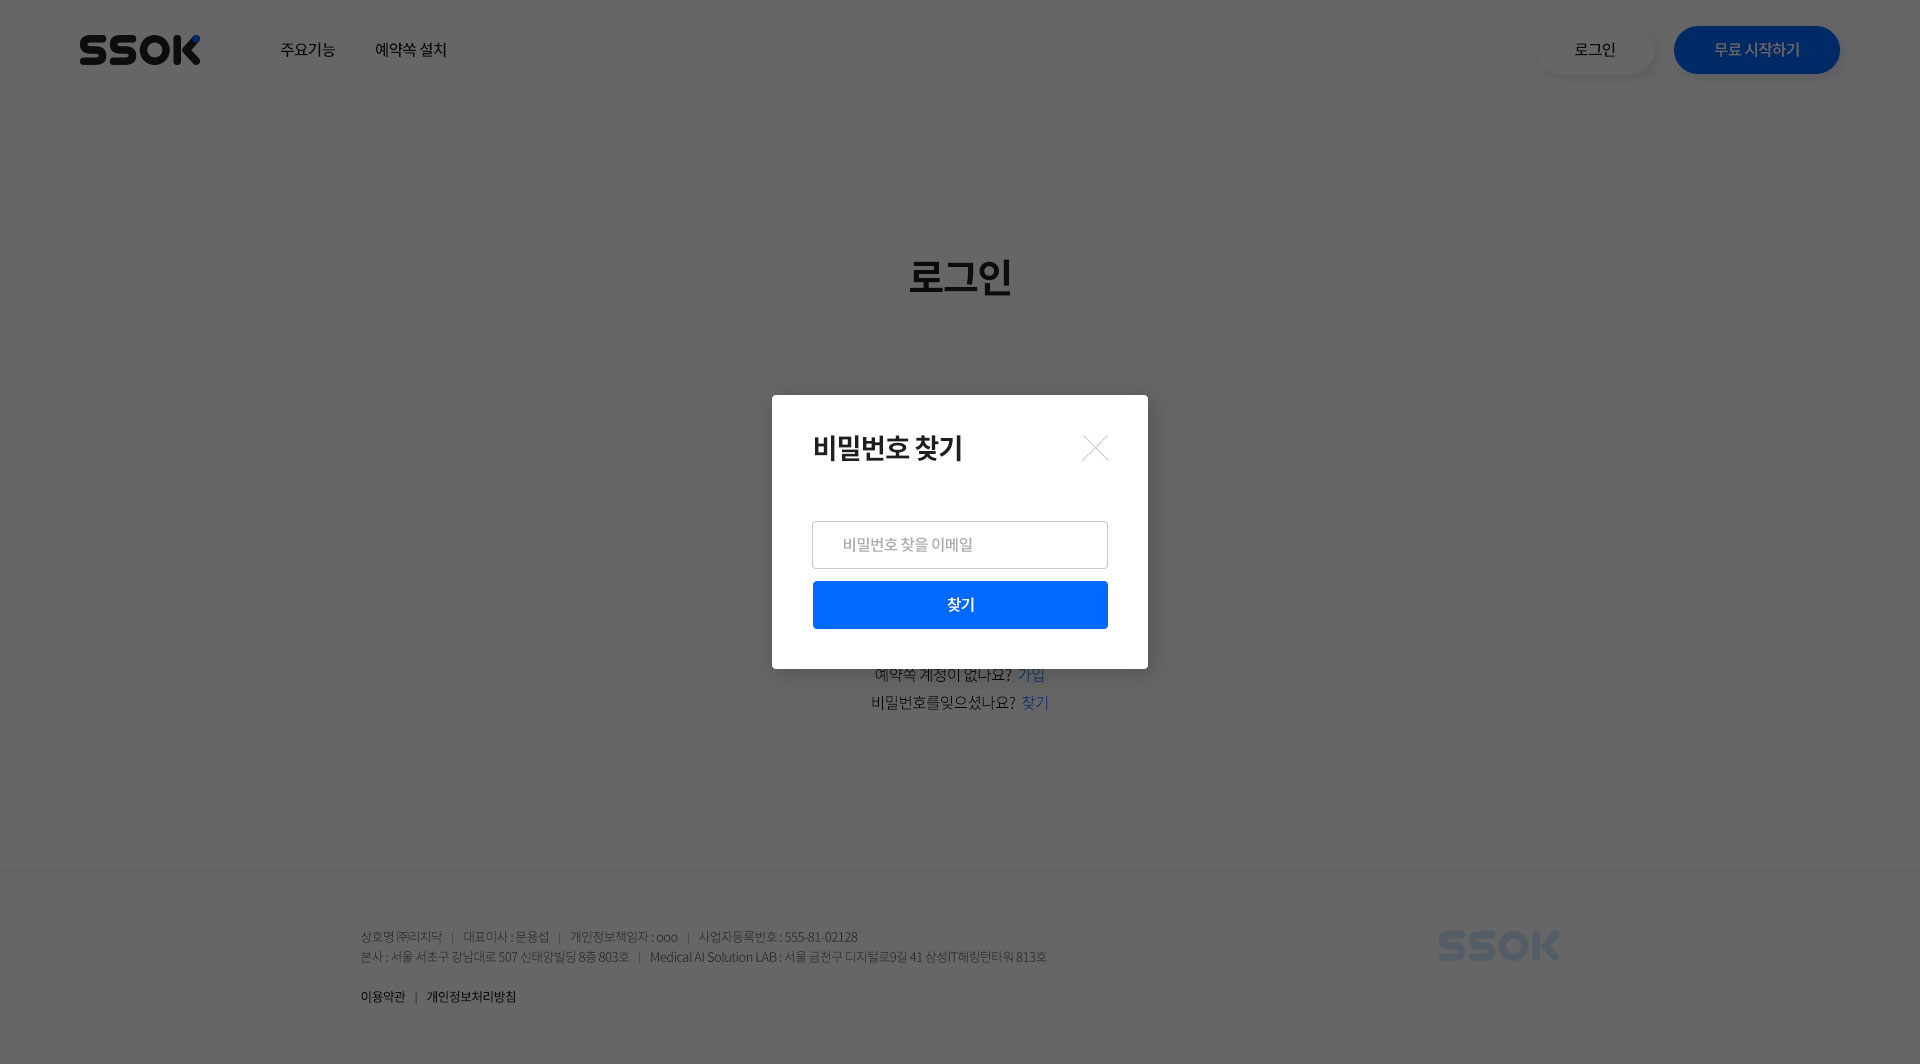 SSOK 주요기능 예약쏙 설치 로그인 무료 시작하기
로그인
비밀번호 찾기
비밀번호 찾을 이메일
찾기
예약쏙 계정이 없나요? 가입
비밀번호를잊으셨나요? 찾기
상호명 ㈜리치닥 | 대표이사 : 문용섭 | 개인정보책임자 : ooo | 사업자등록번호 : 555-81-02128
본사 : 서울 서초구 강남대로 507 신태양빌딩 8층 803호 | Medical AI Solution LAB : 서울 금천구 디지털로9길 41 삼성IT해링턴타워 813호
SSOK
이용약관 | 개인정보처리방침